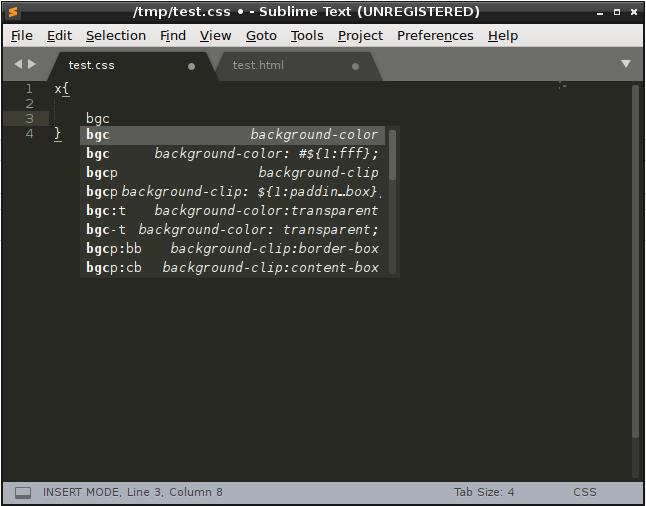 /tmp/test.css • - Sublime Text (UNREGISTERED)
File Edit Selection Find View Goto Tools Project Preferences Help
test.css test.html
1 x{
2
3 bgc
4 }
bgc background-color
bgc background-color: #${1:fff};
bgcp background-clip
bgcp background-clip: ${1:paddin…box}
bgc:t background-color:transparent
bgc-t background-color: transparent;
bgcp:bb background-clip:border-box
bgcp:cb background-clip:content-box
INSERT MODE, Line 3, Column 8 Tab Size: 4 CSS